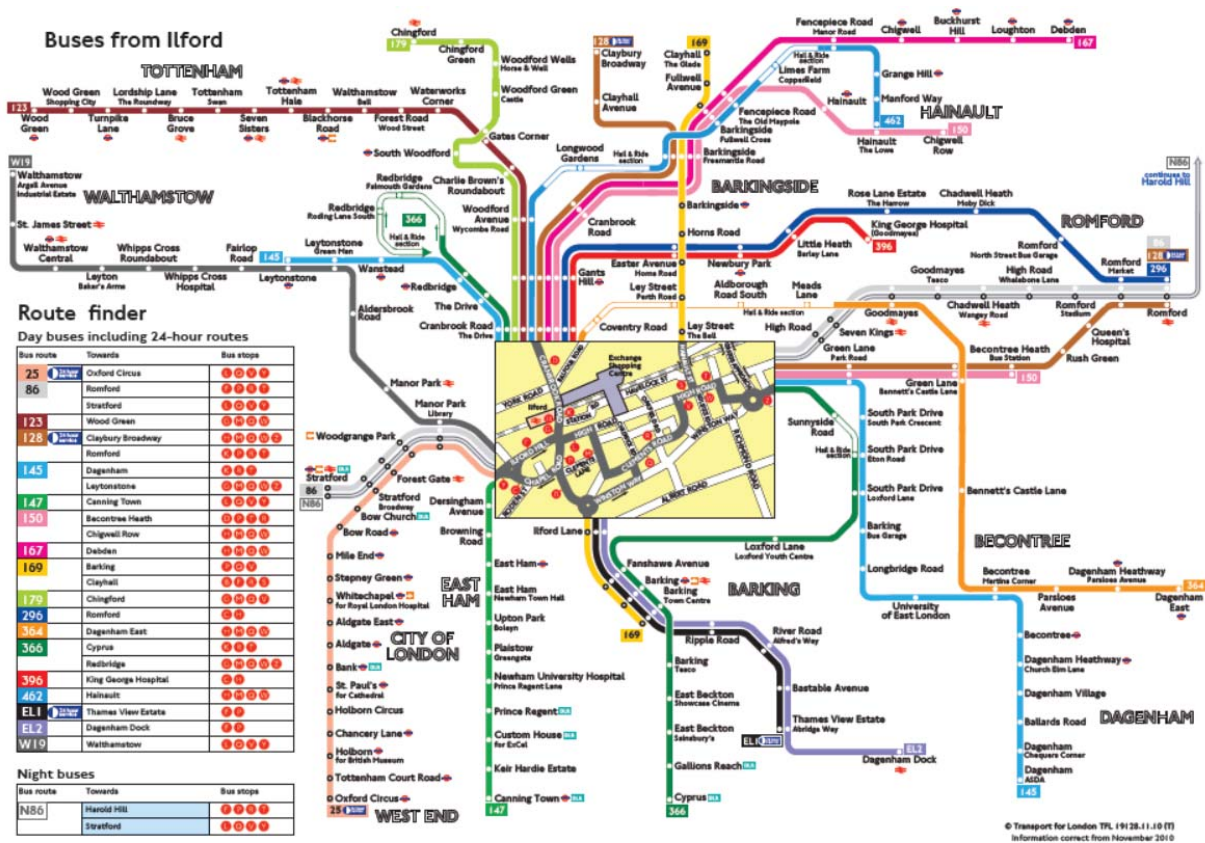 Buses from Ilford
TOTTENHAM
123
Wood Green
Wood Green
Shopping City
Turnpike
Lane
Lordship Lane
The Roundway
Bruce
Grove
Tottenham
Swan
Seven
Sisters
Tottenham
Hale
Blackhorse
Road
Walthamstow
Bell
Forest Road
Wood Street
Waterworks
Corner
Gates Corner
179
Chingford
Chingford
Green
Woodford Wells
Horse & Well
Woodford Green
Castle
South Woodford
Charlie Brown's
Roundabout
Woodford
Avenue
Wycombe Road
Longwood
Gardens
Hail & Ride
section
128
Claybury
Broadway
Clayhall
Avenue
169
Clayhall
The Glade
Fullwell
Avenue
Fencepiece Road
Manor Road
Chigwell
Buckhurst
Hill
Loughton
Debden
167
Hail & Ride
section
Limes Farm
Copperfield
Grange Hill
Manford Way
462
Hainault
HAINAULT
150
Chigwell
Row
Hainault
The Lowe
Fencepiece Road
The Old Maypole
Barkingside
Fullwell Cross
Barkingside
Fremantle Road
BARKINGSIDE
Barkingside
Horns Road
Cranbrook
Road
Gants
Hill
Easter Avenue
Horns Road
Newbury Park
Little Heath
Barley Lane
King George Hospital
(Goodmayes)
396
Rose Lane Estate
The Harrow
Chadwell Heath
Moby Dick
ROMFORD
N86
continues to
Harold Hill
86
128
296
Romford
North Street Bus Garage
Romford
Market
Ley Street
Perth Road
Aldborough
Road South
Meads
Lane
Hail & Ride
section
Coventry Road
Ley Street
The Bell
High Road
Seven Kings
Goodmayes
Goodmayes
Tesco
Chadwell Heath
Wangey Road
High Road
Whalebone Lane
Romford
Stadium
Romford
Queen's
Hospital
Rush Green
Green Lane
Park Road
Becontree Heath
Bus Station
150
Green Lane
Bennett's Castle Lane
W19
Walthamstow
Argall Avenue
Industrial Estate
WALTHAMSTOW
St. James Street
Walthamstow
Central
Leyton
Baker's Arms
Whipps Cross
Roundabout
Whipps Cross
Hospital
Fairlop
Road
145
Leytonstone
Leytonstone
Green Man
Wanstead
Redbridge
The Drive
Cranbrook Road
The Drive
Redbridge
Falmouth Gardens
Redbridge
Roding Lane South
366
Hail & Ride
section
Aldersbrook
Road
Manor Park
Manor Park
Library
Woodgrange Park
Stratford
86
N86
Forest Gate
Stratford
Broadway
Bow Church
Bow Road
Mile End
Stepney Green
Whitechapel
for Royal London Hospital
Aldgate East
Aldgate
CITY OF
LONDON
Bank
St. Paul's
for Cathedral
Holborn Circus
Chancery Lane
Holborn
for British Museum
Tottenham Court Road
Oxford Circus
25
WEST END
Dersingham
Avenue
Browning
Road
East Ham
EAST
HAM
East Ham
Newham Town Hall
Upton Park
Boleyn
Plaistow
Greengate
Newham University Hospital
Prince Regent Lane
Prince Regent
Custom House
for ExCel
Keir Hardie Estate
Canning Town
147
YORK ROAD
Exchange
Shopping
Centre
HAVELOCK ST
Ilford
STATION RD
HIGH ROAD
CLEMENTS
LANE
CLEMENTS ROAD
WINSTON WAY
ALBERT ROAD
Ilford Lane
169
Fanshawe Avenue
Barking
Barking
Town Centre
BARKING
Loxford Lane
Loxford Youth Centre
Ripple Road
River Road
Alfred's Way
Bastable Avenue
Thames View Estate
Abridge Way
EL1
EL2
Dagenham Dock
Barking
Tesco
East Beckton
Showcase Cinema
East Beckton
Sainsbury's
Gallions Reach
Cyprus
366
Sunnyside
Road
Hail & Ride
section
South Park Drive
South Park Crescent
South Park Drive
Eton Road
South Park Drive
Loxford Lane
Barking
Bus Garage
Longbridge Road
University
of East London
Bennett's Castle Lane
BECONTREE
Becontree
Martins Corner
Parsloes
Avenue
Dagenham Heathway
Parsloes Avenue
Dagenham
East
364
Becontree
Dagenham Heathway
Church Elm Lane
Dagenham Village
DAGENHAM
Ballards Road
Dagenham
Chequers Corner
Dagenham
ASDA
145
Route finder
Day buses including 24-hour routes
Bus route Towards Bus stops
25 Oxford Circus
86 Romford
Stratford
123 Wood Green
128 Claybury Broadway
Romford
145 Dagenham
Leytonstone
147 Canning Town
150 Becontree Heath
Chigwell Row
167 Debden
169 Barking
Clayhall
179 Chingford
296 Romford
364 Dagenham East
366 Cyprus
Redbridge
396 King George Hospital
462 Hainault
EL1 Thames View Estate
EL2 Dagenham Dock
W19 Walthamstow
Night buses
Bus route Towards Bus stops
N86 Harold Hill
Stratford
© Transport for London TFL 19128.11.10 (T)
Information correct from November 2010